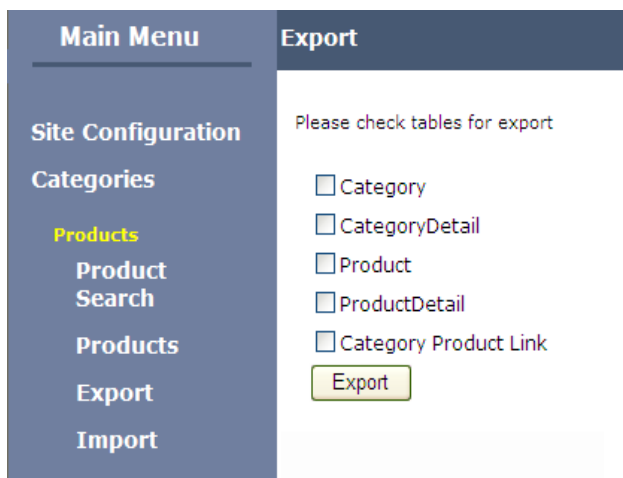 Main Menu
Site Configuration
Categories
Products
Product
Search
Products
Export
Import
Export
Please check tables for export
Category
CategoryDetail
Product
ProductDetail
Category Product Link
Export